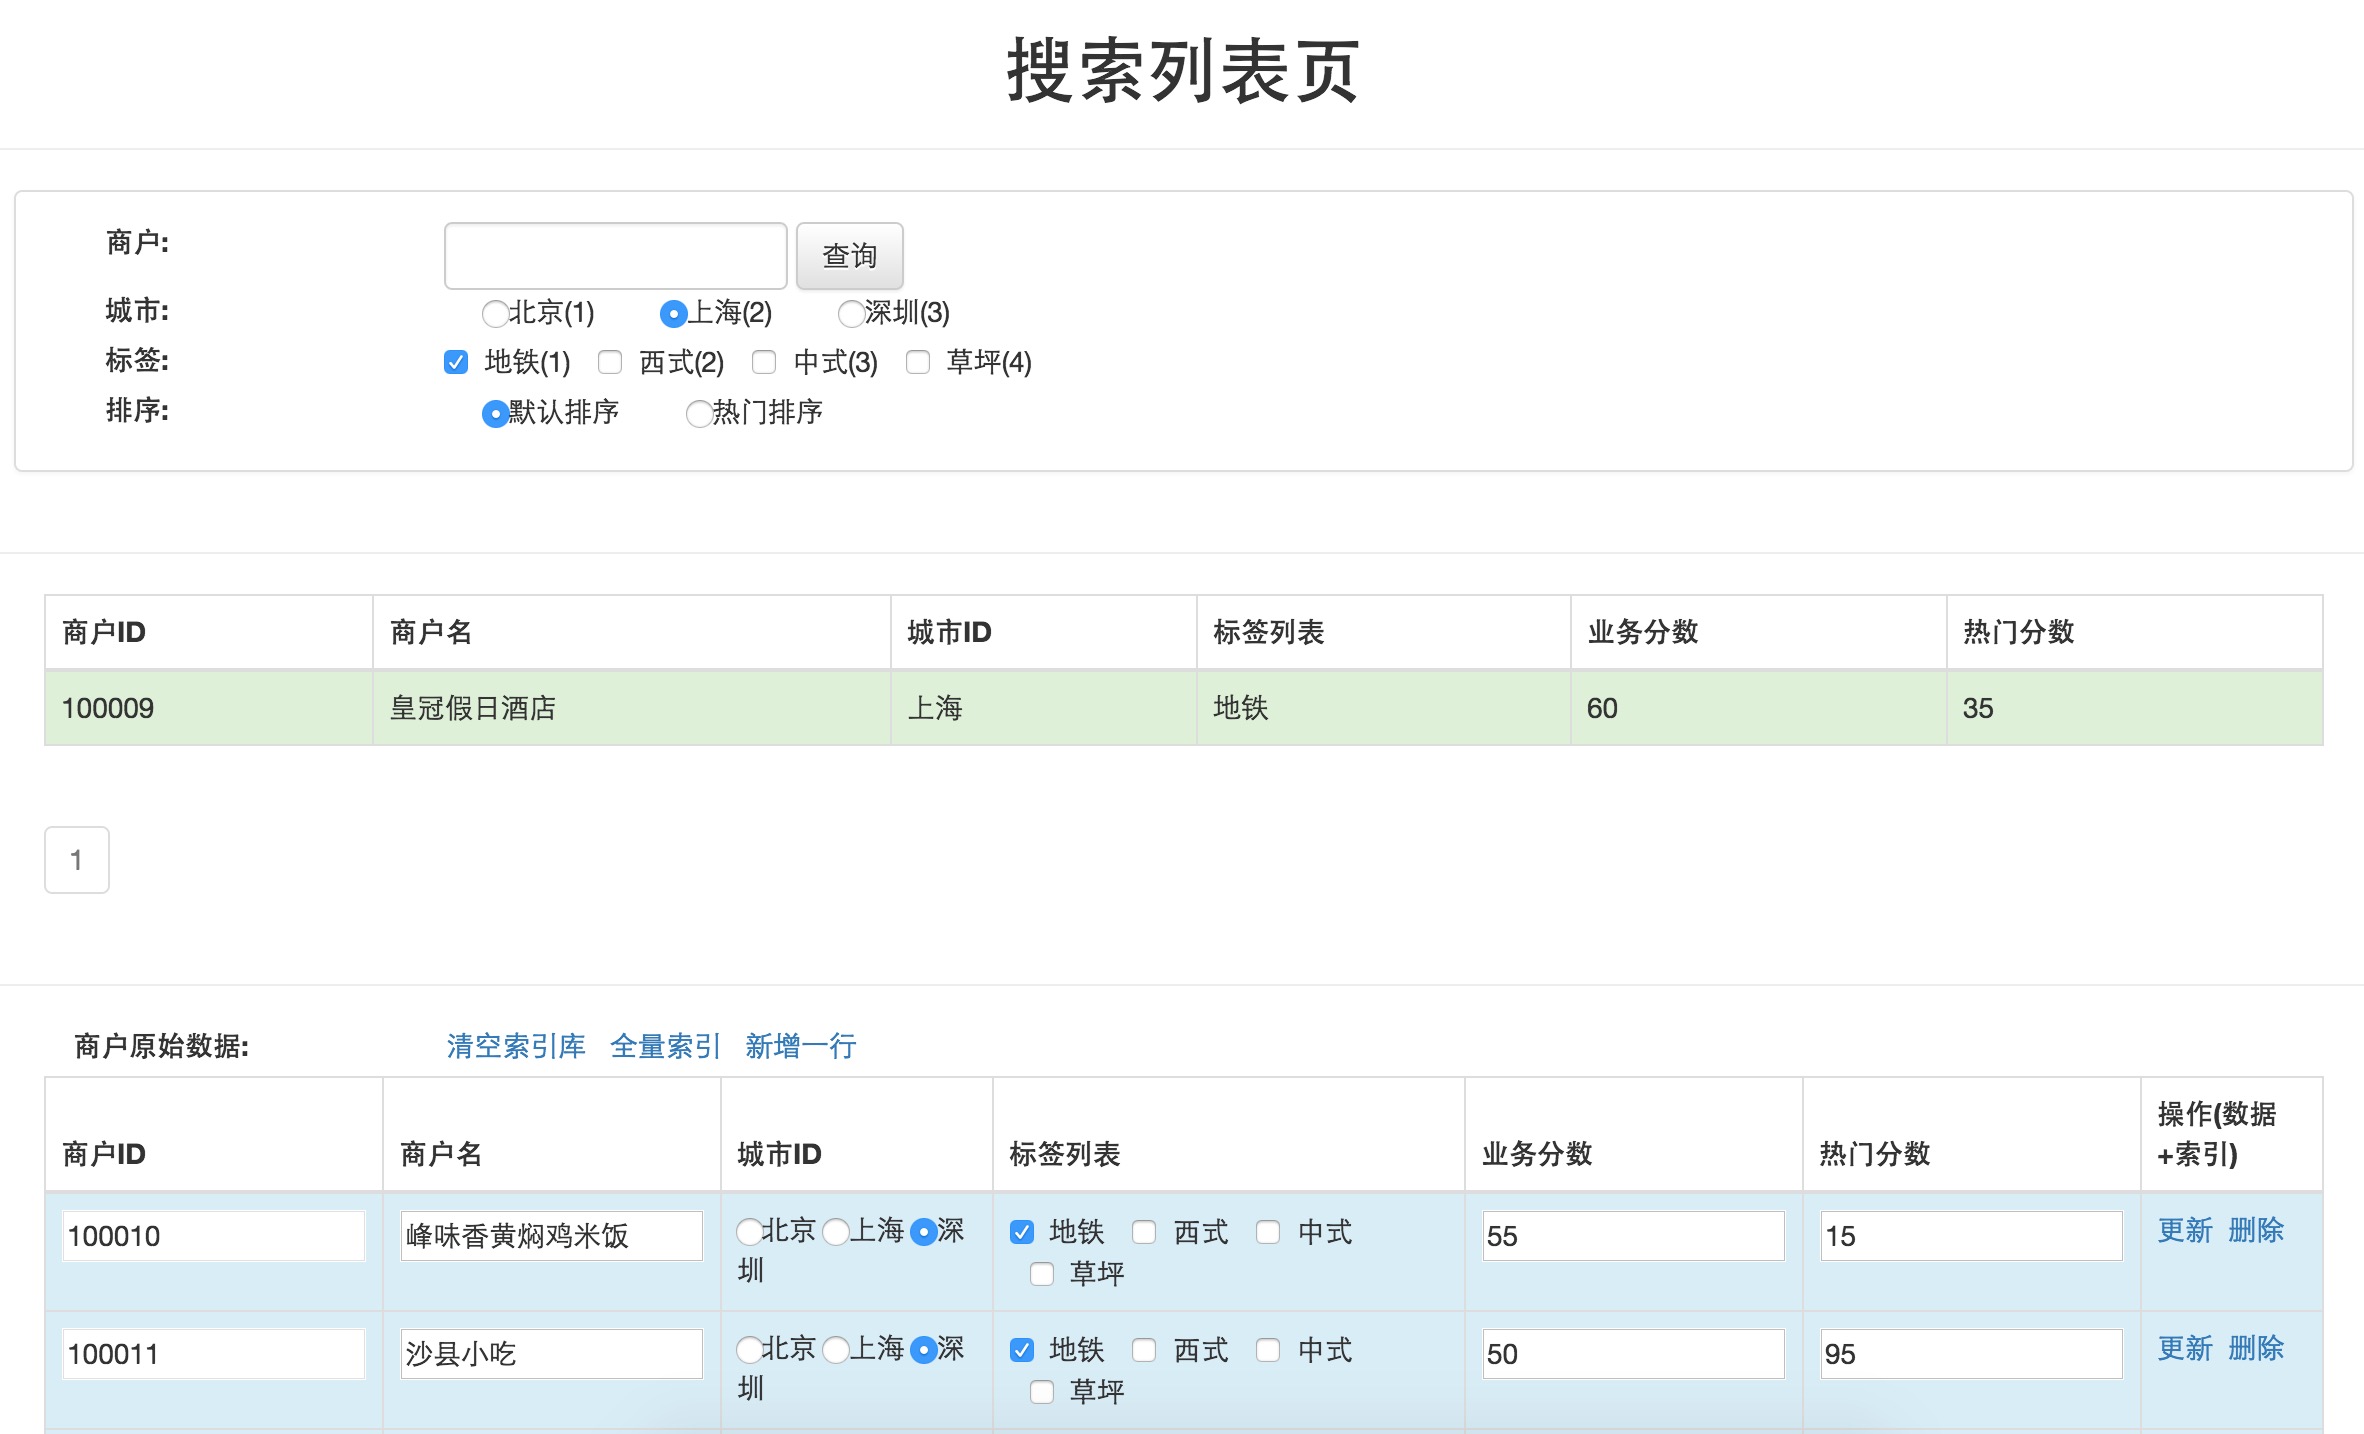 搜索列表页
商户:
查询
城市: 北京(1) 上海(2) 深圳(3)
标签: 地铁(1) 西式(2) 中式(3) 草坪(4)
排序: 默认排序 热门排序
商户ID 商户名 城市ID 标签列表 业务分数 热门分数
100009 皇冠假日酒店 上海 地铁 60 35
1
商户原始数据: 清空索引库 全量索引 新增一行
商户ID 商户名 城市ID 标签列表 业务分数 热门分数 操作(数据
+索引)
100010 峰味香黄焖鸡米饭 北京 上海 深 地铁 西式 中式 55 15 更新 删除
圳 草坪
100011 沙县小吃 北京 上海 深 地铁 西式 中式 50 95 更新 删除
圳 草坪